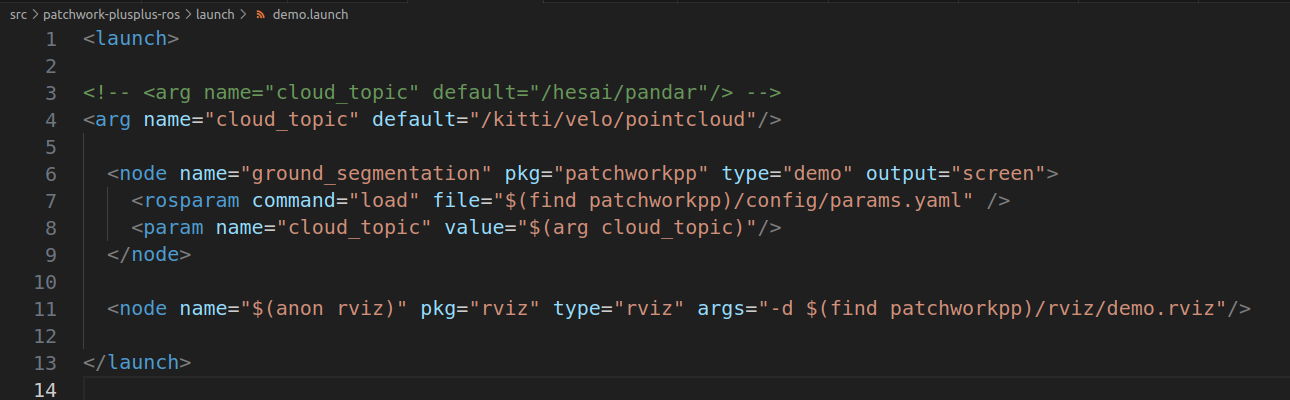 src > patchwork-plusplus-ros > launch > demo.launch
1 <launch>
2
3 <!-- <arg name="cloud_topic" default="/hesai/pandar"/> -->
4 <arg name="cloud_topic" default="/kitti/velo/pointcloud"/>
5
6   <node name="ground_segmentation" pkg="patchworkpp" type="demo" output="screen">
7     <rosparam command="load" file="$(find patchworkpp)/config/params.yaml" />
8     <param name="cloud_topic" value="$(arg cloud_topic)"/>
9   </node>
10
11   <node name="$(anon rviz)" pkg="rviz" type="rviz" args="-d $(find patchworkpp)/rviz/demo.rviz"/>
12
13 </launch>
14